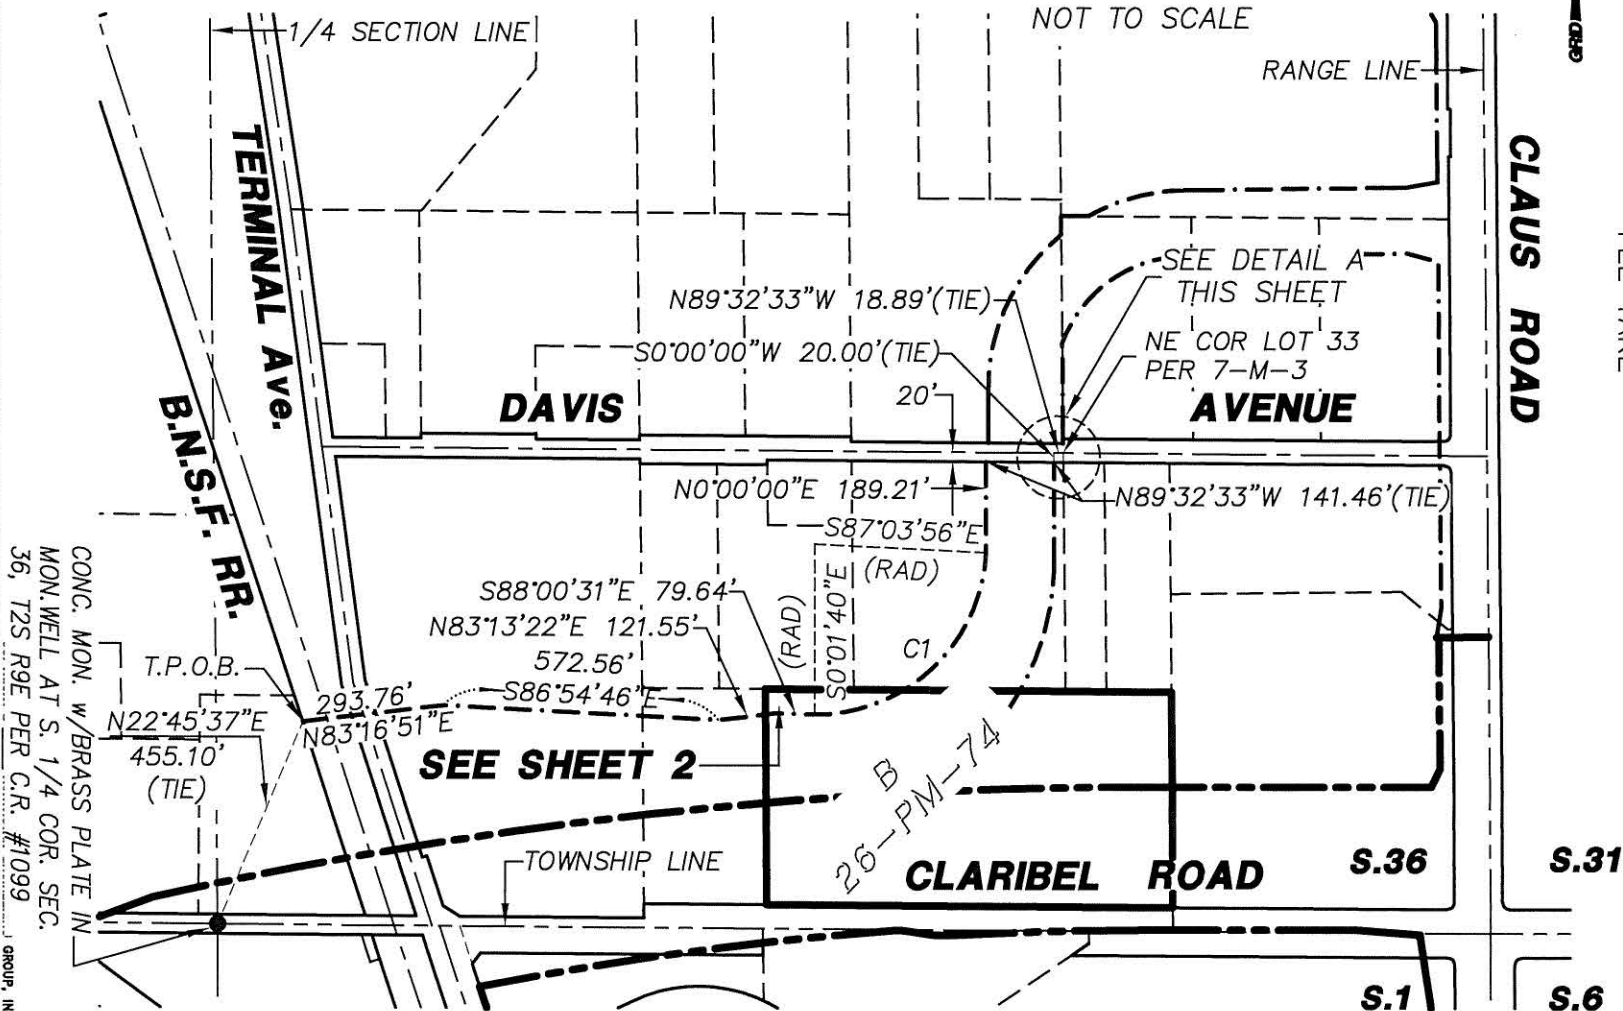 NOT TO SCALE
GRID
1/4 SECTION LINE
RANGE LINE
TERMINAL Ave.
CLAUS ROAD
SEE DETAIL A
THIS SHEET
N89°32'33"W 18.89'(TIE)
NE COR LOT 33
PER 7-M-3
S0°00'00"W 20.00'(TIE)
20'
DAVIS AVENUE
B.N.S.F. RR.
N0°00'00"E 189.21'
N89°32'33"W 141.46'(TIE)
S87°03'56"E
(RAD)
S0°01'40"E
(RAD)
S88°00'31"E 79.64'
N83°13'22"E 121.55'
572.56'
S86°54'46"E
C1
T.P.O.B.
293.76'
N83°16'51"E
N22°45'37"E
455.10'
(TIE)
SEE SHEET 2
B
26-PM-74
TOWNSHIP LINE
CLARIBEL ROAD
S.36
S.31
S.1
S.6
CONC. MON. w/BRASS PLATE IN
MON.WELL AT S. 1/4 COR. SEC.
36, T2S R9E PER C.R. #1099
GROUP, IN